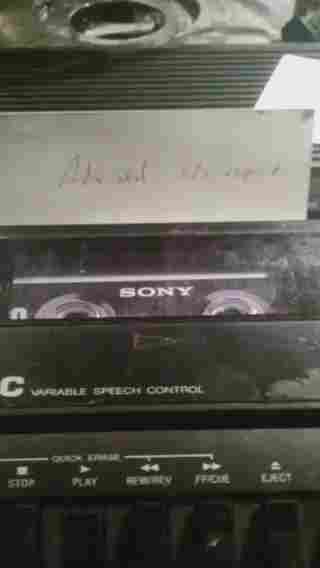 SONY
C VARIABLE SPEECH CONTROL
QUICK ERASE
STOP PLAY REW/REV FF/CUE EJECT